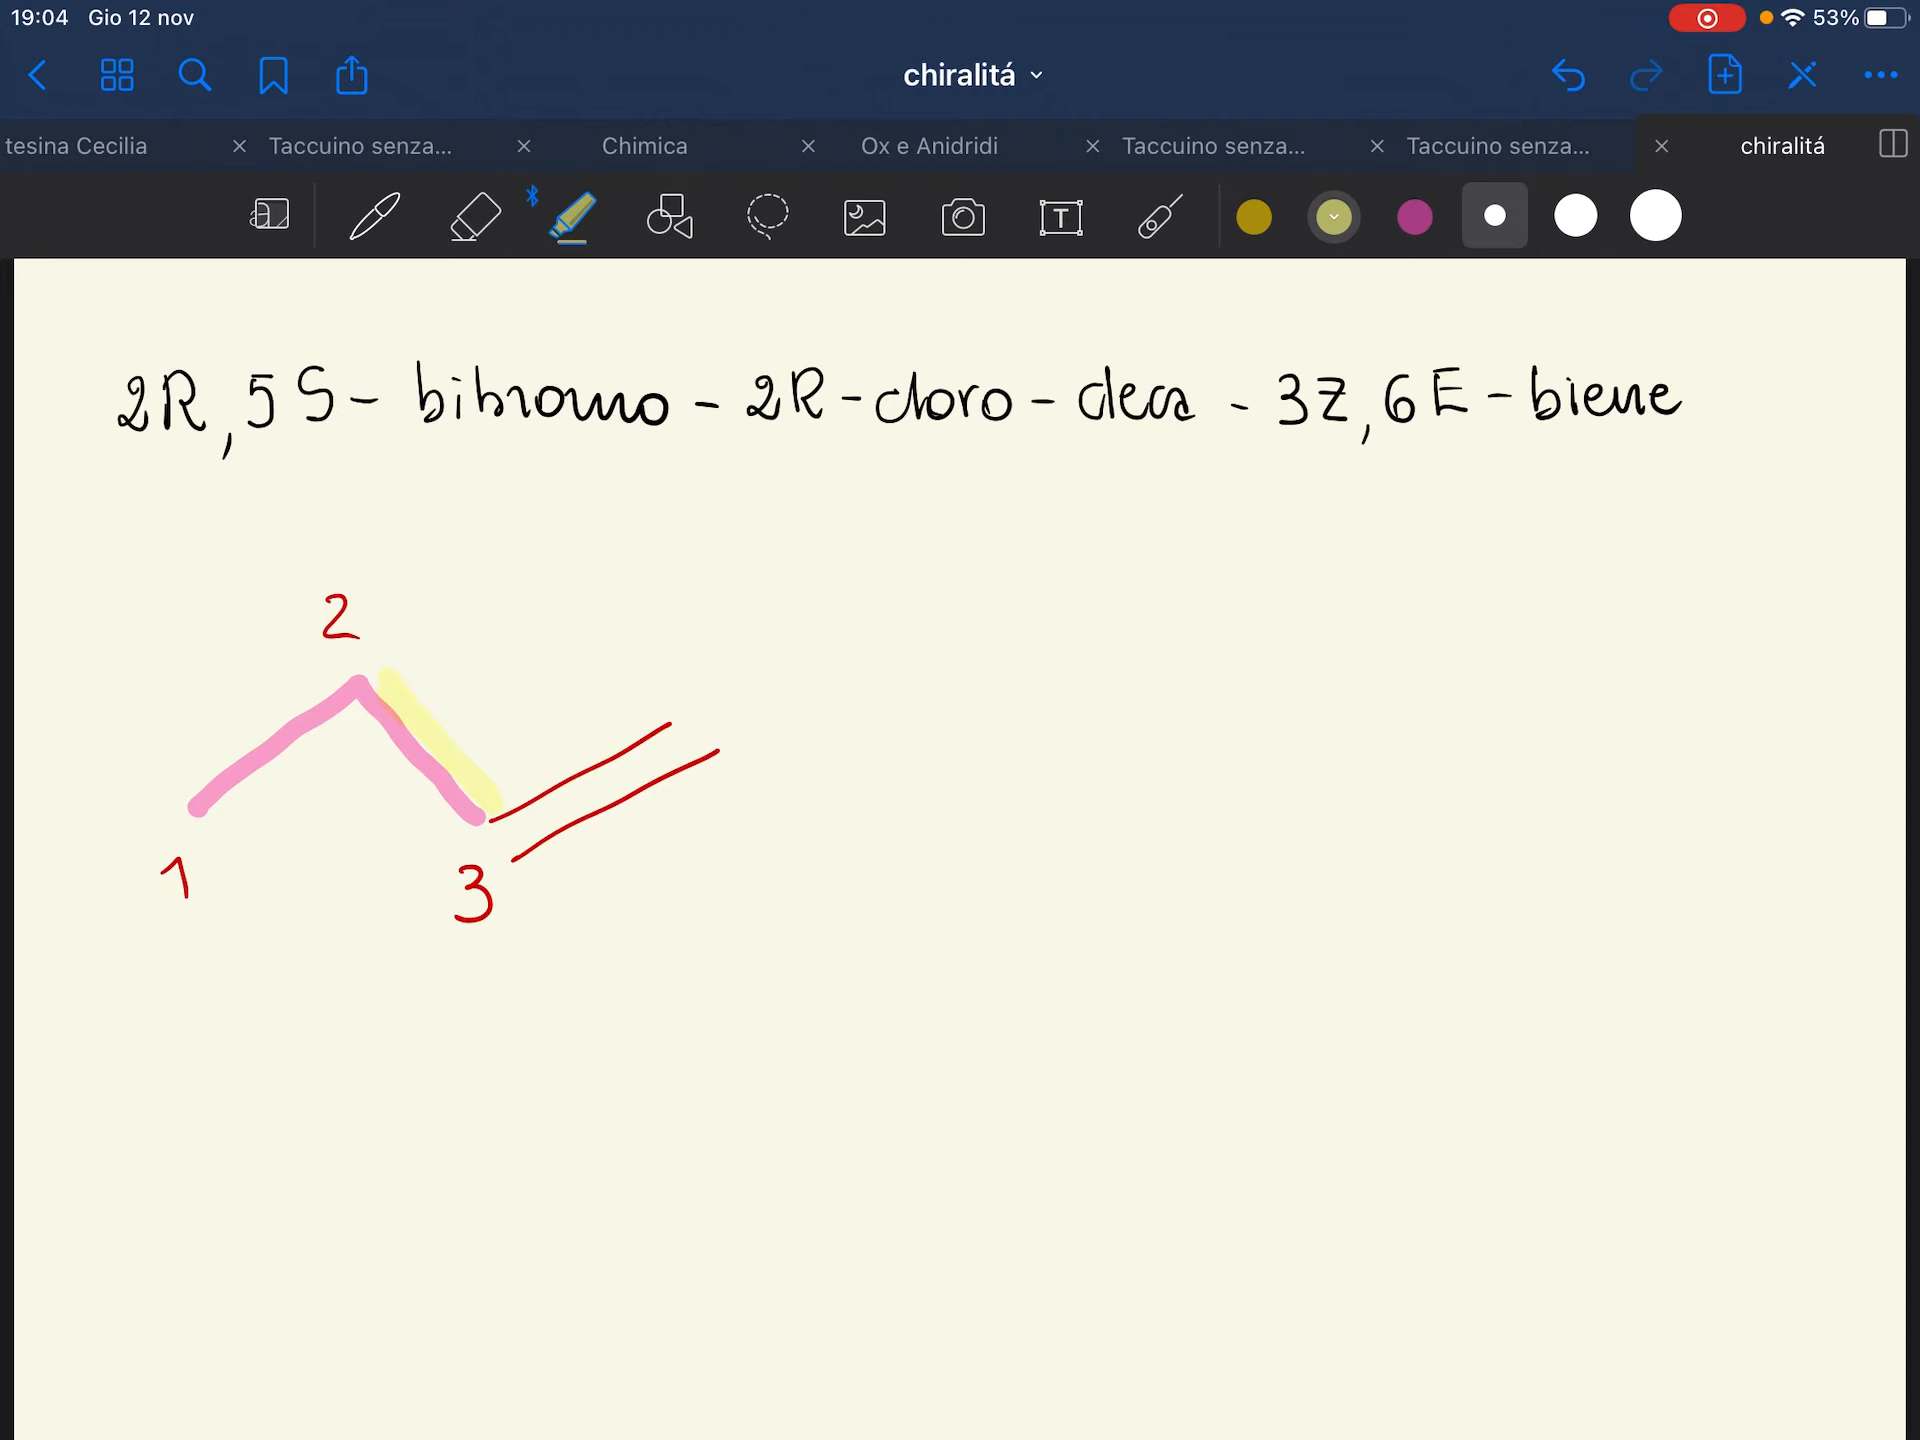 19:04 Gio 12 nov 53%
chiralitá
tesina Cecilia Taccuino senza... Chimica Ox e Anidridi Taccuino senza... Taccuino senza... chiralitá
2R, 5S - bibromo - 2R - cloro - deca - 3Z, 6E - biene
2
1
3